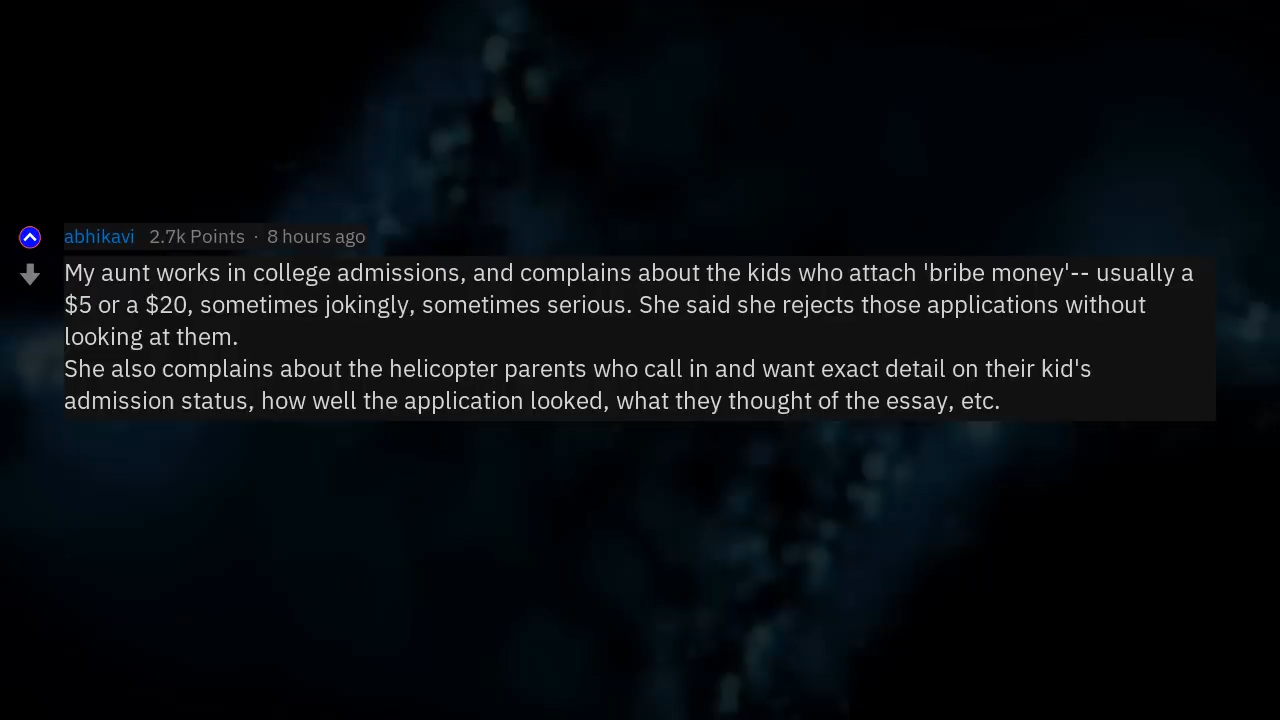 abhikavi 2.7k Points · 8 hours ago
My aunt works in college admissions, and complains about the kids who attach 'bribe money'-- usually a
$5 or a $20, sometimes jokingly, sometimes serious. She said she rejects those applications without
looking at them.
She also complains about the helicopter parents who call in and want exact detail on their kid's
admission status, how well the application looked, what they thought of the essay, etc.